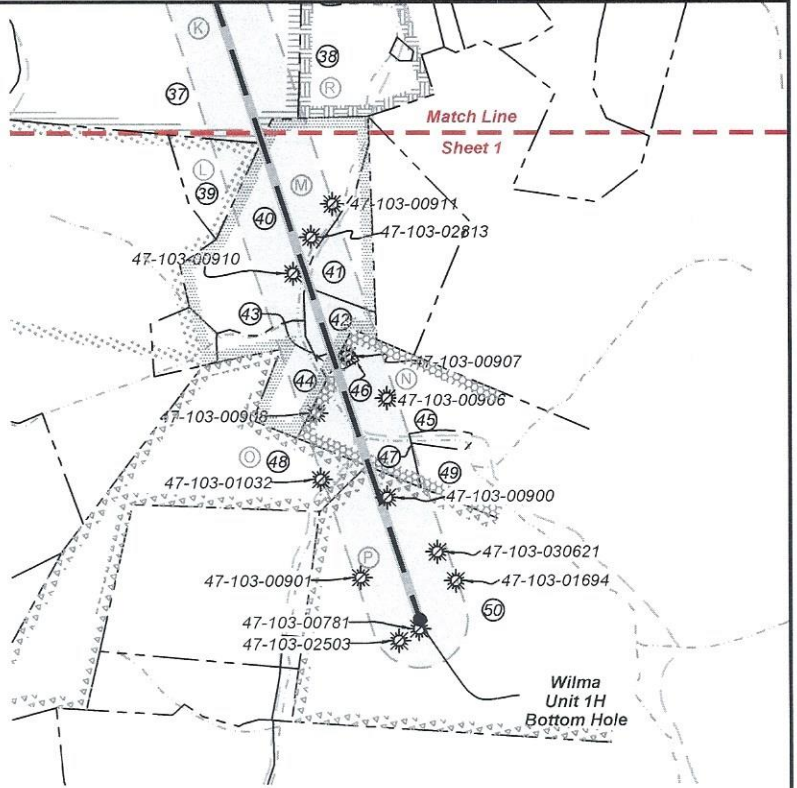 K
38
R
37
Match Line
Sheet 1
L
39
M
47-103-00911
40
47-103-02813
47-103-00910
41
43
42
47-103-00907
44
46
N
47-103-00906
47-103-00908
45
47
O
48
49
47-103-01032
47-103-00900
P
47-103-030621
47-103-00901
47-103-01694
50
47-103-00781
47-103-02503
Wilma
Unit 1H
Bottom Hole